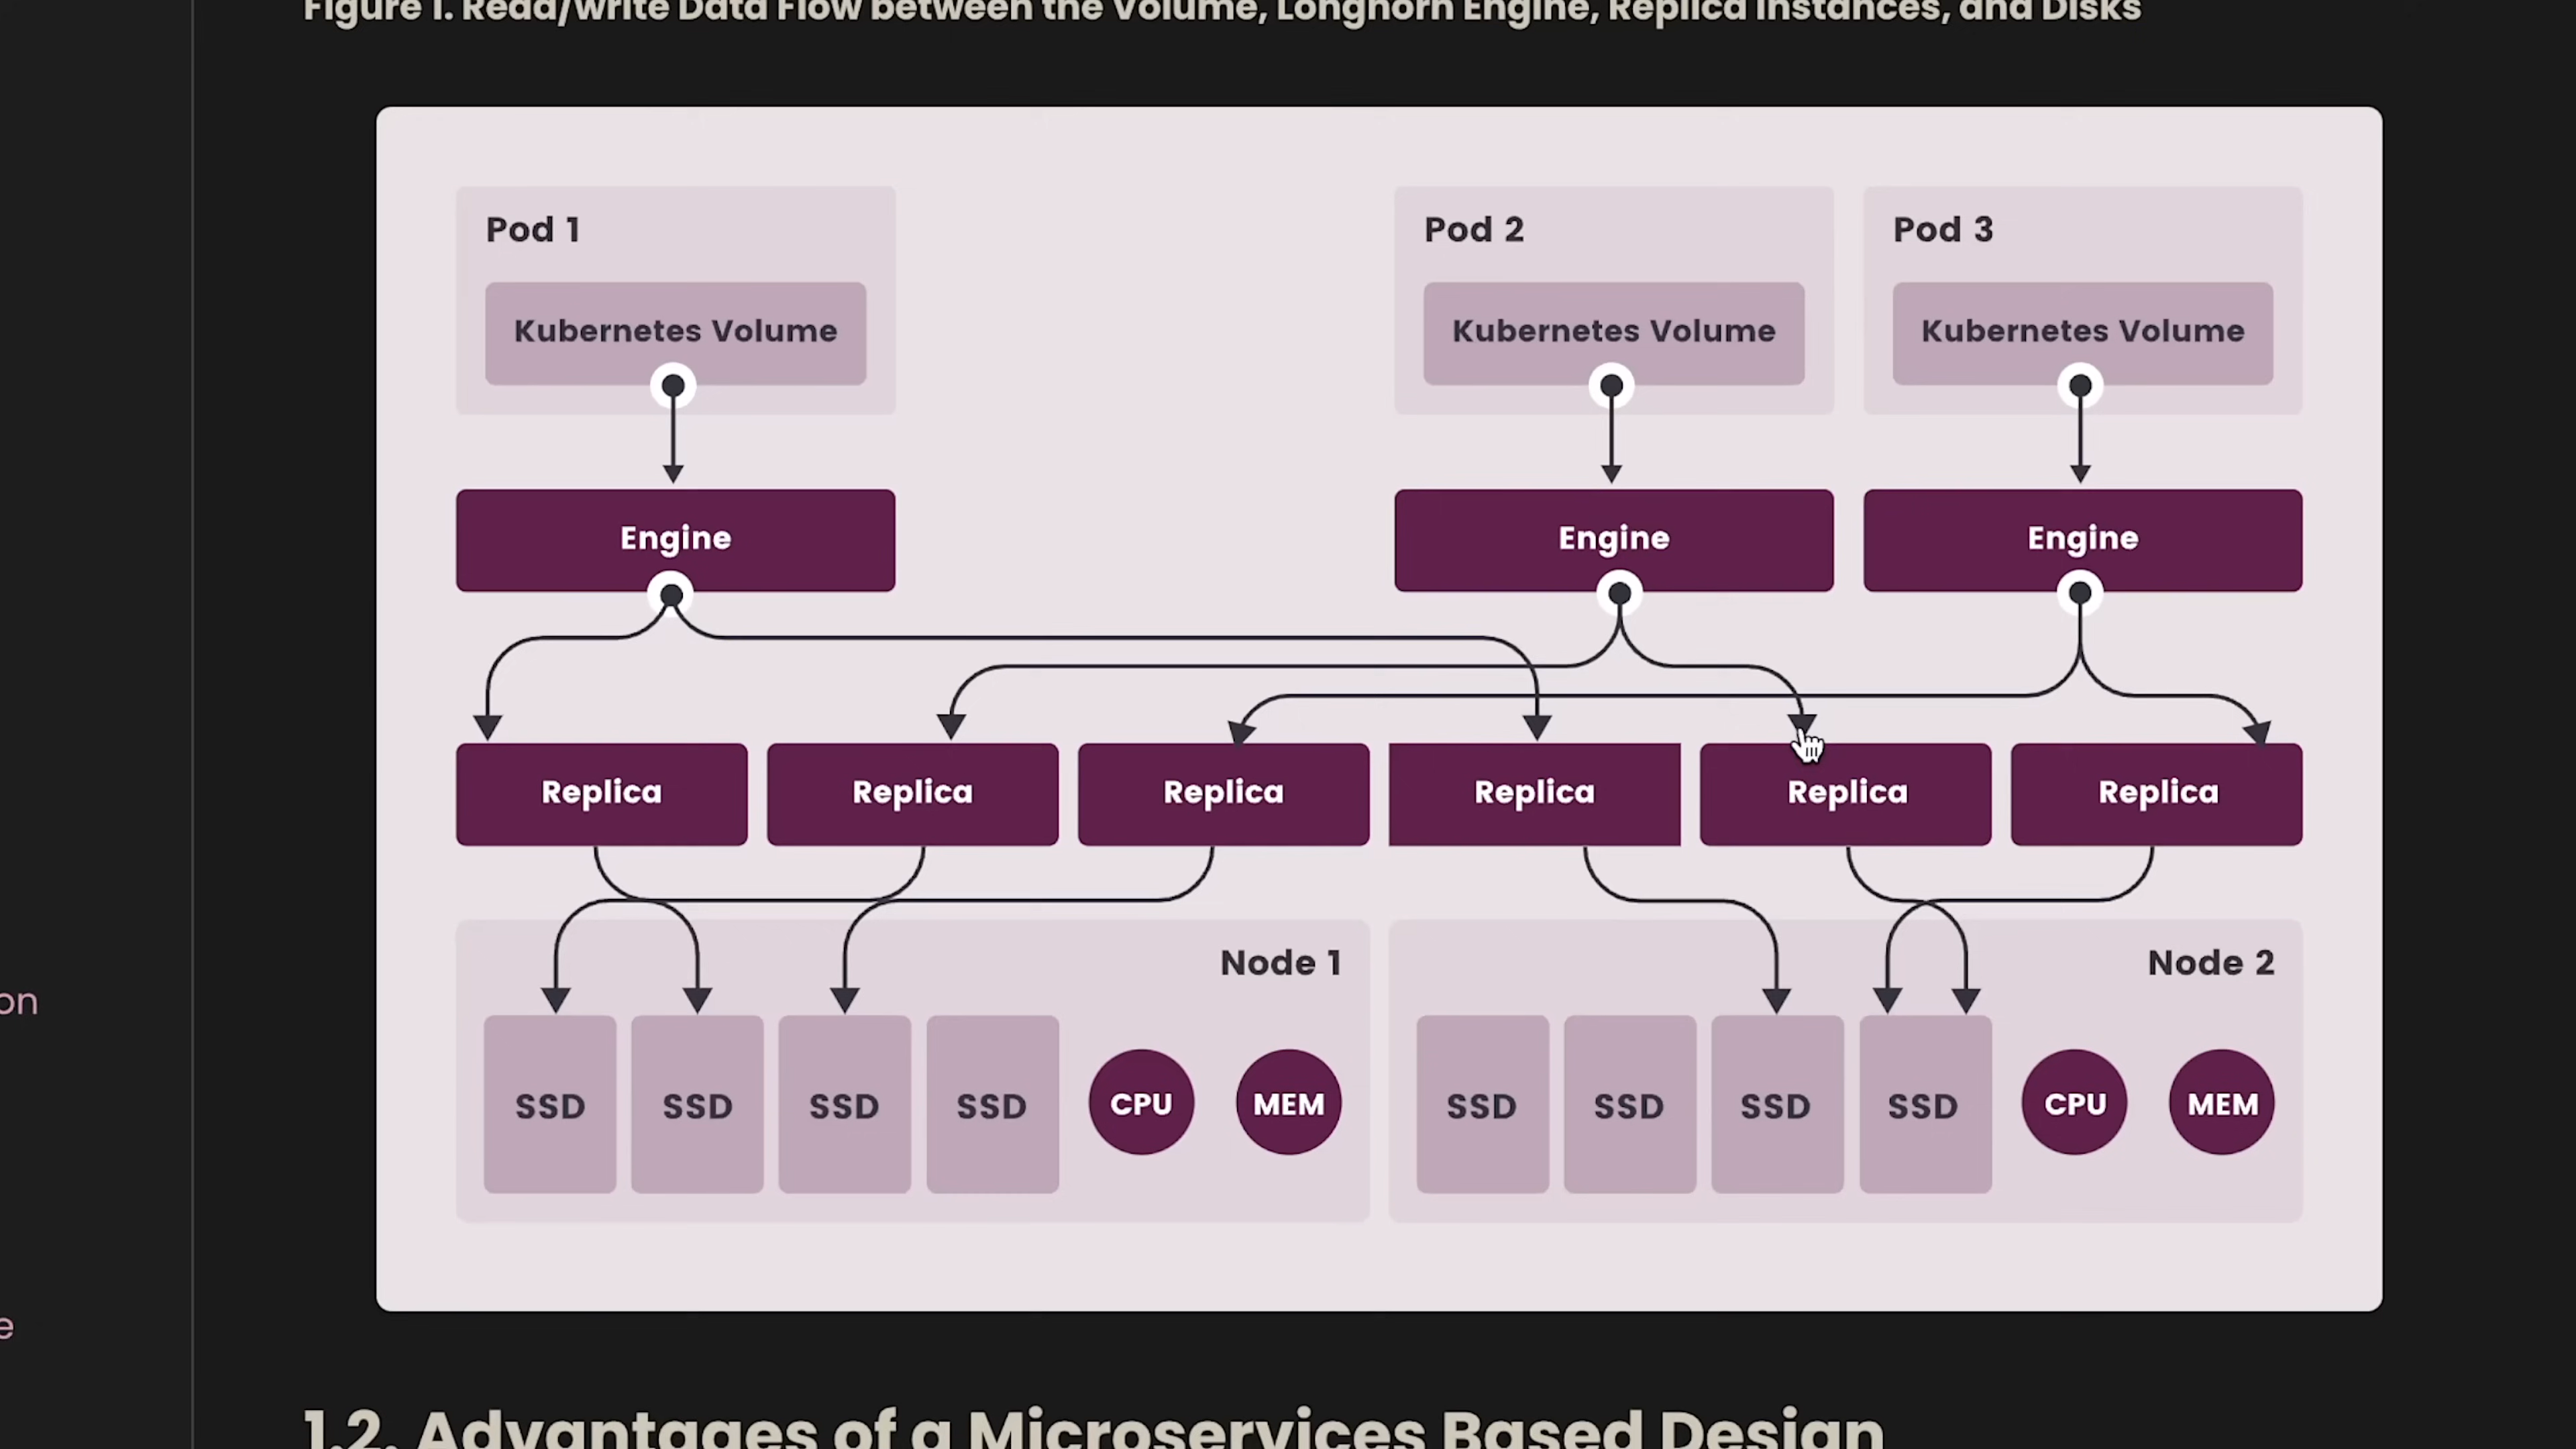 Figure 1. Read/write Data Flow between the Volume, Longhorn Engine, Replica Instances, and Disks
Pod 1
Pod 2
Pod 3
Kubernetes Volume
Kubernetes Volume
Kubernetes Volume
Engine
Engine
Engine
Replica
Replica
Replica
Replica
Replica
Replica
Node 1
Node 2
on
SSD
SSD
SSD
SSD
CPU
MEM
SSD
SSD
SSD
SSD
CPU
MEM
e
1.2. Advantages of a Microservices Based Design